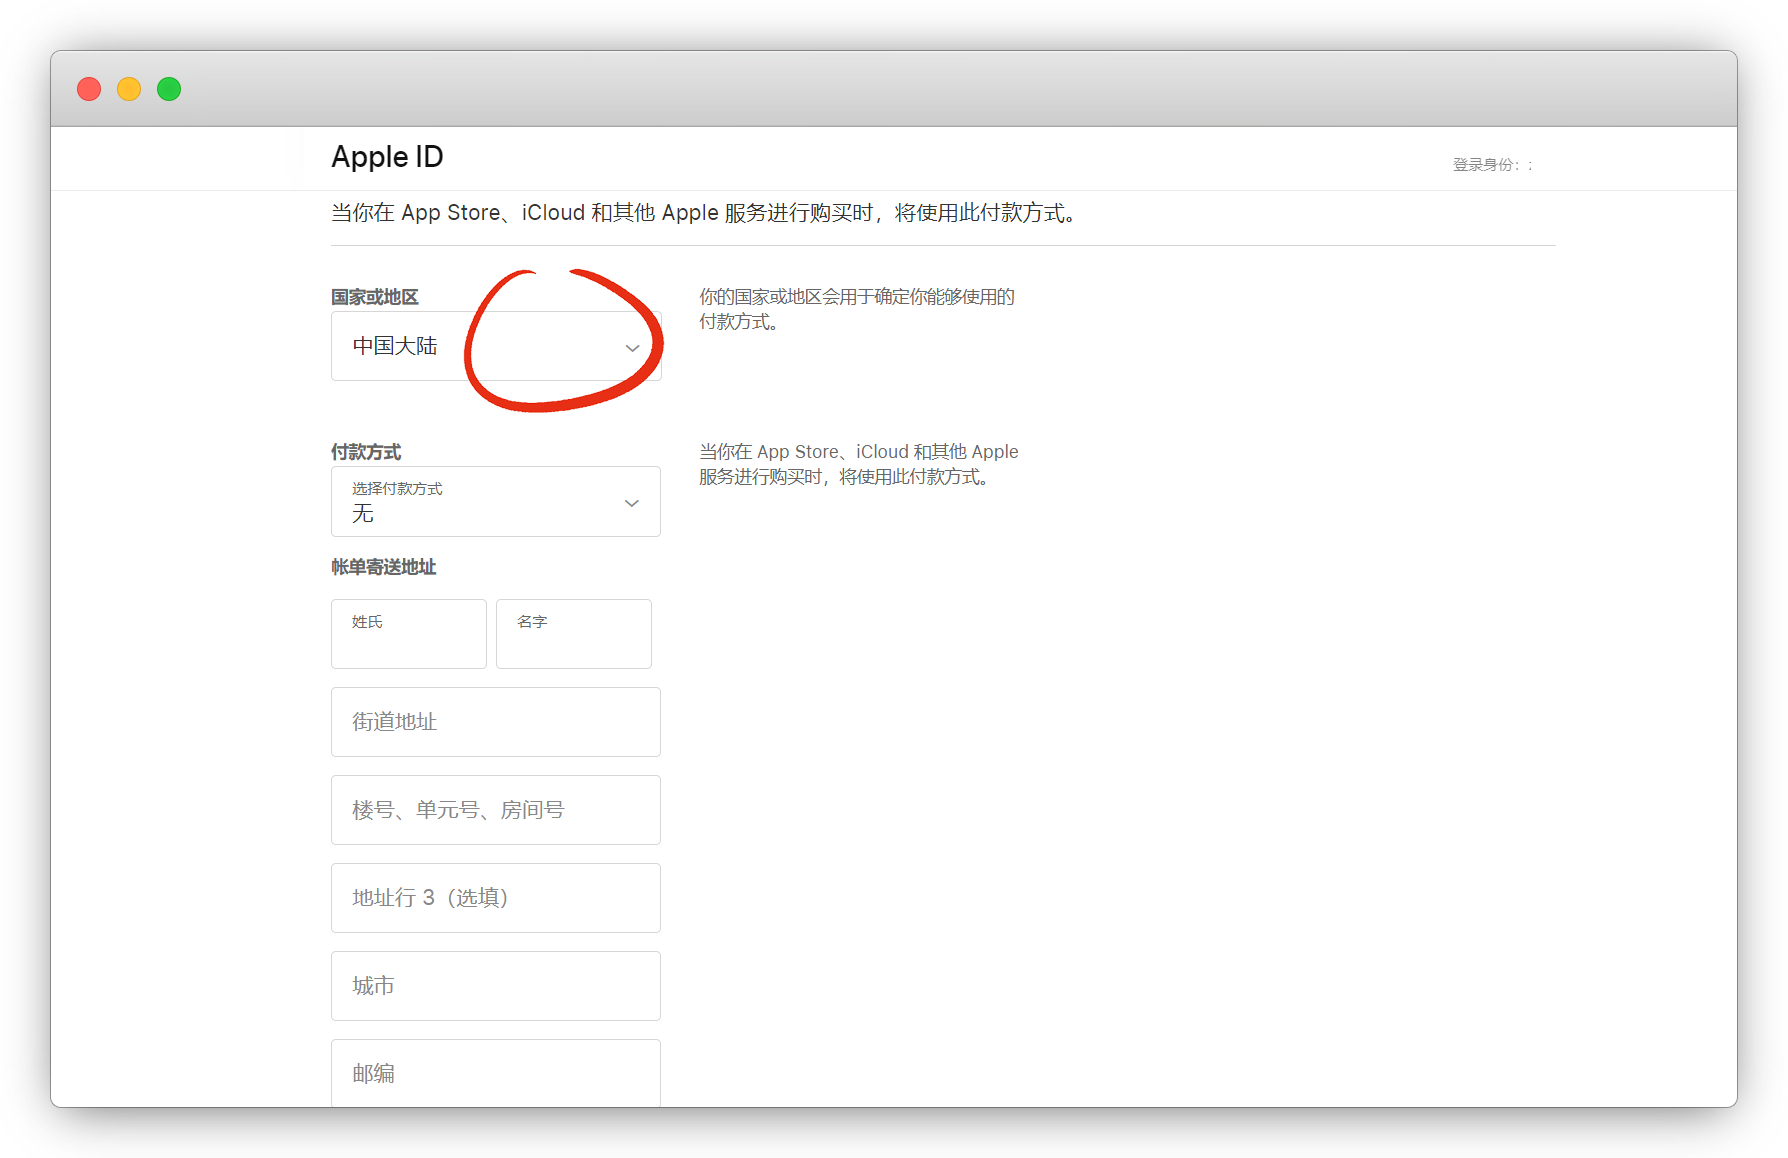 Apple ID
登录身份：
当你在 App Store、iCloud 和其他 Apple 服务进行购买时，将使用此付款方式。
国家或地区
中国大陆
你的国家或地区会用于确定你能够使用的
付款方式。
付款方式
选择付款方式
无
当你在 App Store、iCloud 和其他 Apple
服务进行购买时，将使用此付款方式。
帐单寄送地址
姓氏
名字
街道地址
楼号、单元号、房间号
地址行 3（选填）
城市
邮编